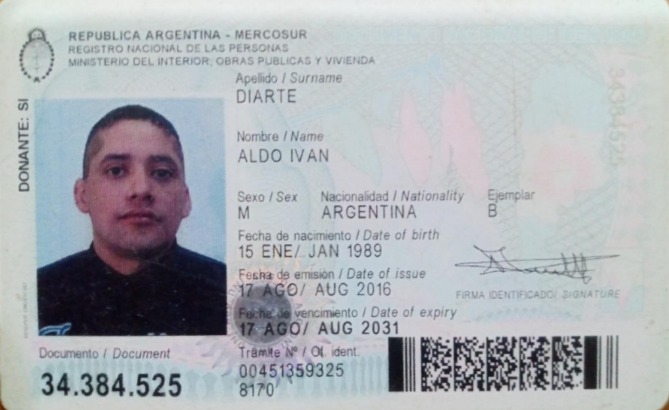 REPUBLICA ARGENTINA - MERCOSUR
REGISTRO NACIONAL DE LAS PERSONAS
MINISTERIO DEL INTERIOR, OBRAS PUBLICAS Y VIVIENDA
Apellido / Surname
DIARTE
Nombre / Name
ALDO IVAN
Sexo / Sex Nacionalidad / Nationality Ejemplar
M ARGENTINA B
Fecha de nacimiento / Date of birth
15 ENE/ JAN 1989
Fecha de emisión / Date of issue
17 AGO/ AUG 2016
FIRMA IDENTIFICADO/ SIGNATURE
Fecha de vencimiento / Date of expiry
17 AGO/ AUG 2031
Documento / Document
34.384.525
Trámite Nº / Of. ident.
00451359325
8170
DONANTE: SI
34384525